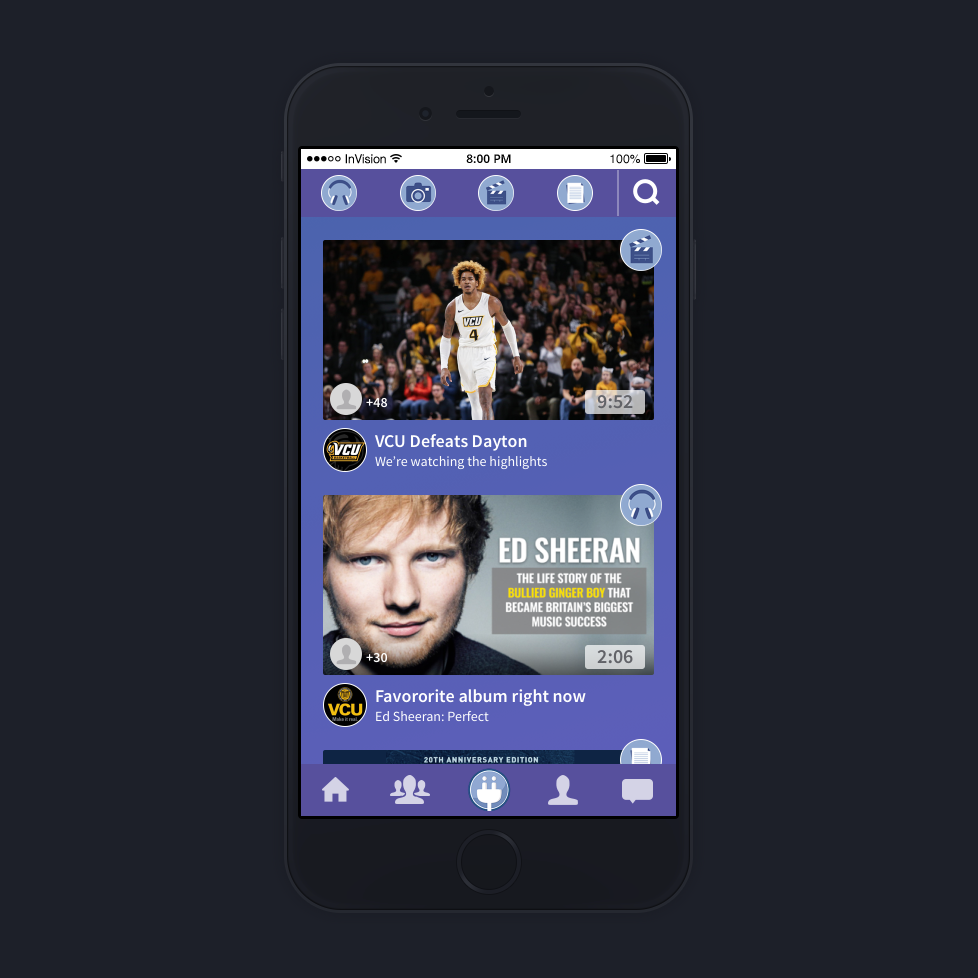 InVision 8:00 PM 100%
VCU
4
+48 9:52
VCU
BASKETBALL
VCU Defeats Dayton
We're watching the highlights
ED SHEERAN
THE LIFE STORY OF THE
BULLIED GINGER BOY THAT
BECAME BRITAIN'S BIGGEST
MUSIC SUCCESS
+30 2:06
VCU
Make it real.
Favororite album right now
Ed Sheeran: Perfect
20TH ANNIVERSARY EDITION